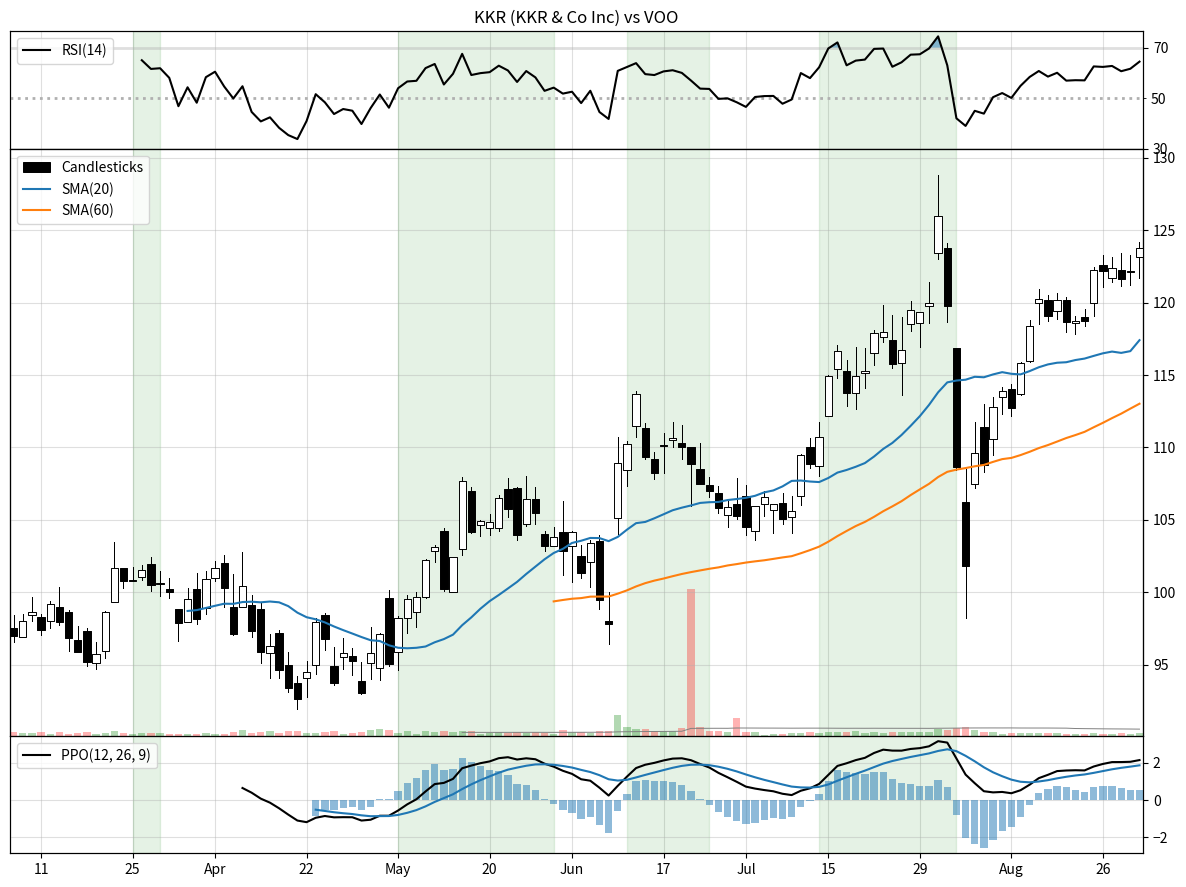 KKR (KKR & Co Inc) vs VOO
RSI(14)
70
50
30
Candlesticks
SMA(20)
SMA(60)
130
125
120
115
110
105
100
95
PPO(12, 26, 9)
2
0
−2
11 25 Apr 22 May 20 Jun 17 Jul 15 29 Aug 26